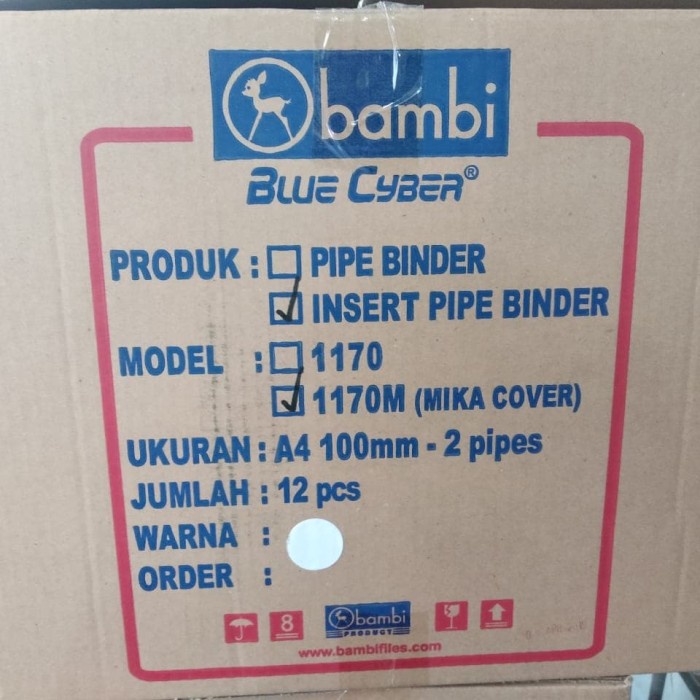 bambi
BLUE CYBER®
PRODUK : PIPE BINDER
INSERT PIPE BINDER
MODEL : 1170
1170M (MIKA COVER)
UKURAN : A4 100mm - 2 pipes
JUMLAH : 12 pcs
WARNA :
ORDER :
8
bambi
PRODUCT
www.bambifiles.com